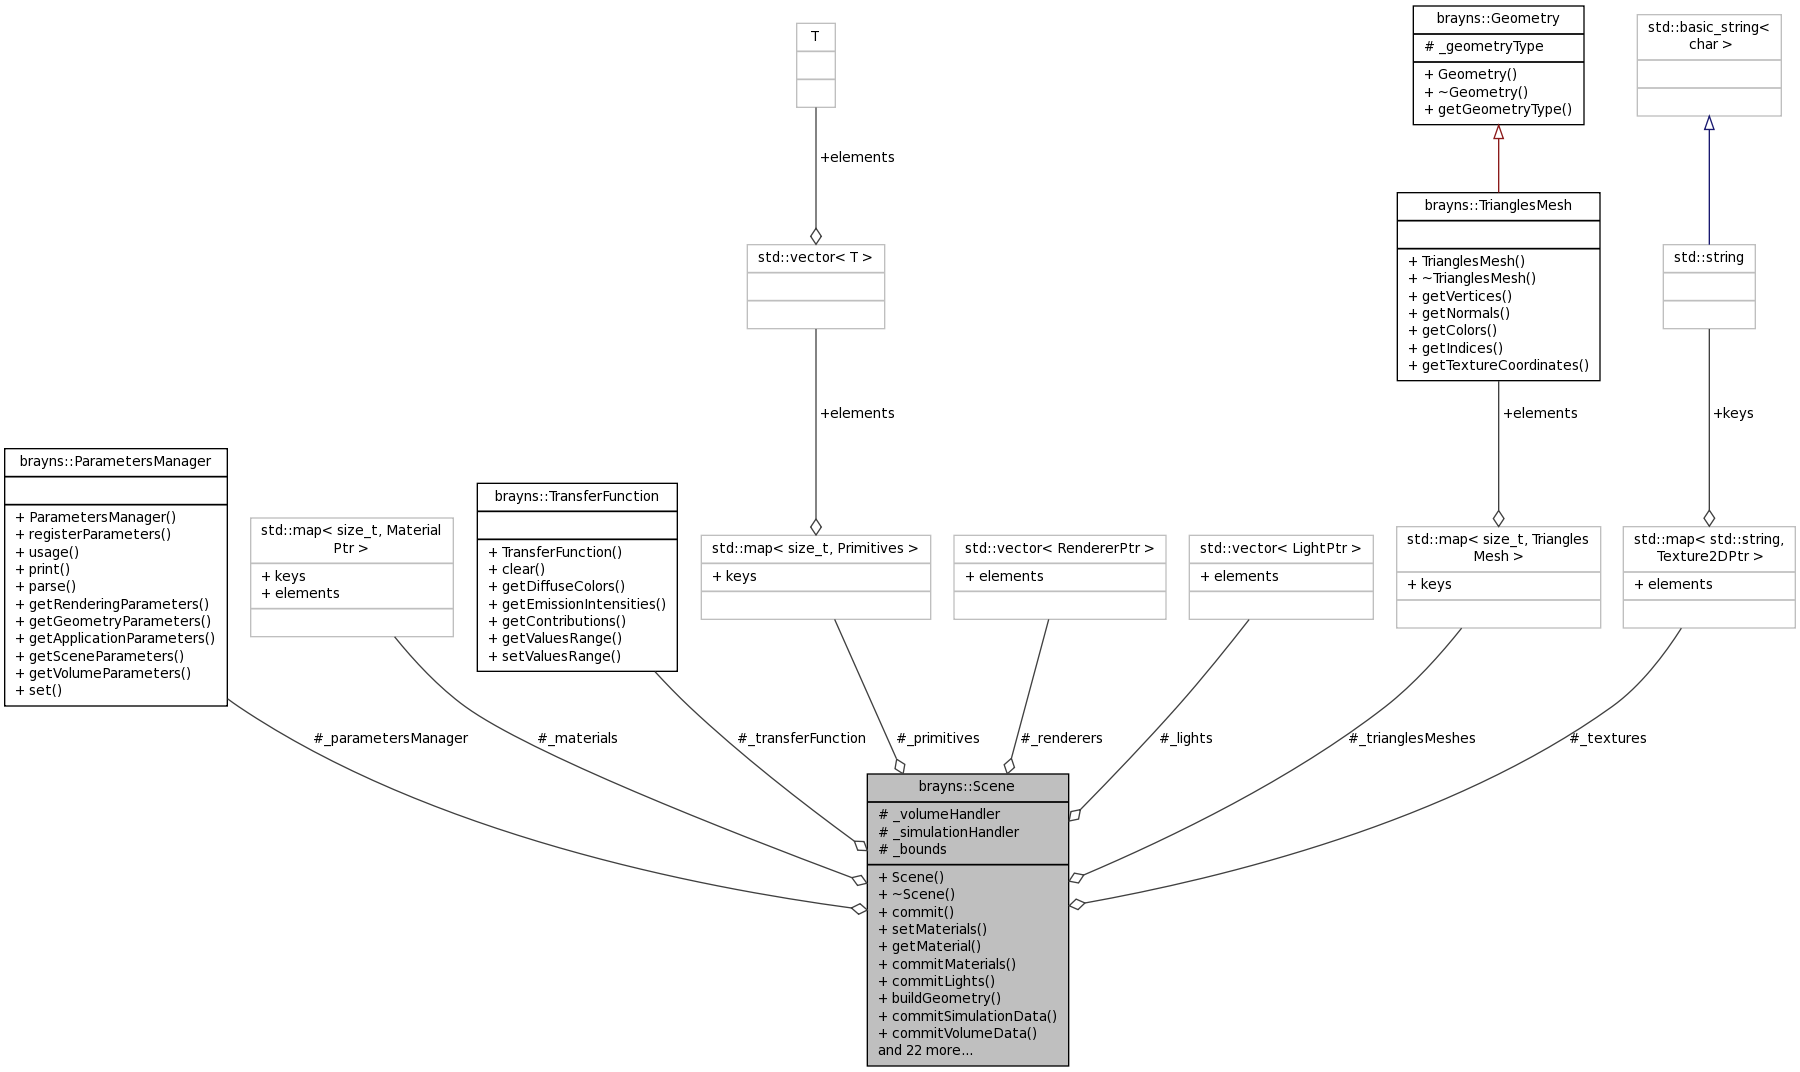 T
+elements
std::vector< T >
+elements
brayns::Geometry
# _geometryType
+ Geometry()
+ ~Geometry()
+ getGeometryType()
std::basic_string<
char >
brayns::TrianglesMesh
+ TrianglesMesh()
+ ~TrianglesMesh()
+ getVertices()
+ getNormals()
+ getColors()
+ getIndices()
+ getTextureCoordinates()
std::string
+elements
+keys
brayns::ParametersManager
+ ParametersManager()
+ registerParameters()
+ usage()
+ print()
+ parse()
+ getRenderingParameters()
+ getGeometryParameters()
+ getApplicationParameters()
+ getSceneParameters()
+ getVolumeParameters()
+ set()
std::map< size_t, Material
Ptr >
+ keys
+ elements
brayns::TransferFunction
+ TransferFunction()
+ clear()
+ getDiffuseColors()
+ getEmissionIntensities()
+ getContributions()
+ getValuesRange()
+ setValuesRange()
std::map< size_t, Primitives >
+ keys
std::vector< RendererPtr >
+ elements
std::vector< LightPtr >
+ elements
std::map< size_t, Triangles
Mesh >
+ keys
std::map< std::string,
Texture2DPtr >
+ elements
#_parametersManager
#_materials
#_transferFunction
#_primitives
#_renderers
#_lights
#_trianglesMeshes
#_textures
brayns::Scene
# _volumeHandler
# _simulationHandler
# _bounds
+ Scene()
+ ~Scene()
+ commit()
+ setMaterials()
+ getMaterial()
+ commitMaterials()
+ commitLights()
+ buildGeometry()
+ commitSimulationData()
+ commitVolumeData()
and 22 more...